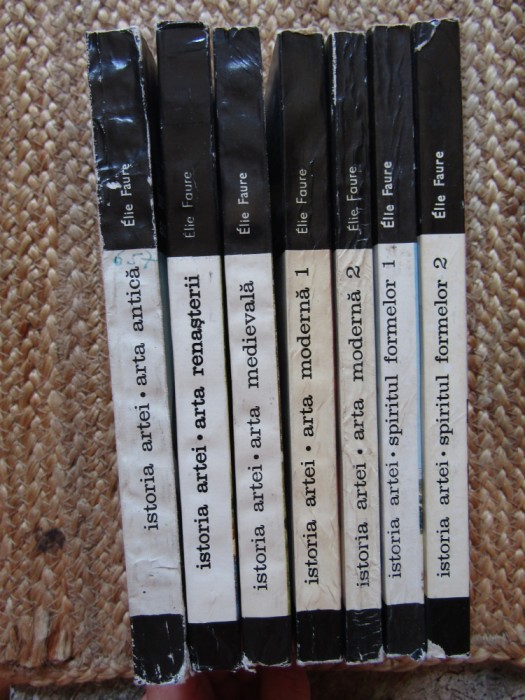 Élie Faure
istoria artei • arta antică
Élie Faure
istoria artei • arta renașterii
Élie Faure
istoria artei • arta medievală
Élie Faure
istoria artei • arta modernă 1
Élie Faure
istoria artei • arta modernă 2
Élie Faure
istoria artei • spiritul formelor 1
Élie Faure
istoria artei • spiritul formelor 2